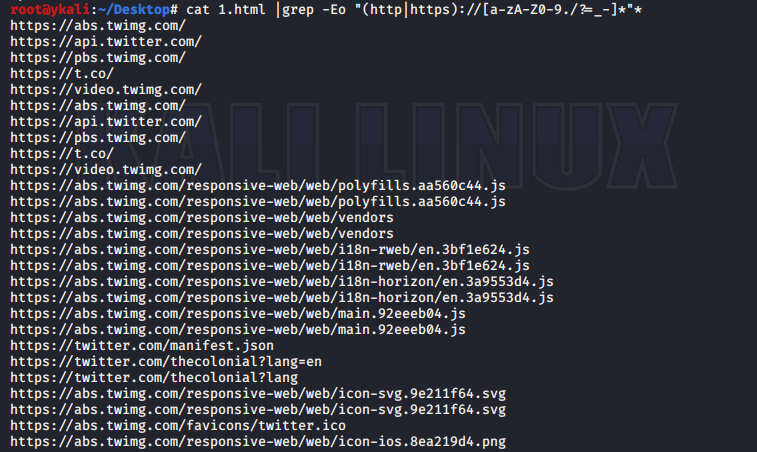 root@ykali:~/Desktop# cat 1.html |grep -Eo "(http|https)://[a-zA-Z0-9./?=_-]*"*
https://abs.twimg.com/
https://api.twitter.com/
https://pbs.twimg.com/
https://t.co/
https://video.twimg.com/
https://abs.twimg.com/
https://api.twitter.com/
https://pbs.twimg.com/
https://t.co/
https://video.twimg.com/
KALI LINUX
https://abs.twimg.com/responsive-web/web/polyfills.aa560c44.js
https://abs.twimg.com/responsive-web/web/polyfills.aa560c44.js
https://abs.twimg.com/responsive-web/web/vendors
https://abs.twimg.com/responsive-web/web/vendors
https://abs.twimg.com/responsive-web/web/i18n-rweb/en.3bf1e624.js
https://abs.twimg.com/responsive-web/web/i18n-rweb/en.3bf1e624.js
https://abs.twimg.com/responsive-web/web/i18n-horizon/en.3a9553d4.js
https://abs.twimg.com/responsive-web/web/i18n-horizon/en.3a9553d4.js
https://abs.twimg.com/responsive-web/web/main.92eeeb04.js
https://abs.twimg.com/responsive-web/web/main.92eeeb04.js
https://twitter.com/manifest.json
https://twitter.com/thecolonial?lang=en
https://twitter.com/thecolonial?lang
https://abs.twimg.com/responsive-web/web/icon-svg.9e211f64.svg
https://abs.twimg.com/responsive-web/web/icon-svg.9e211f64.svg
https://abs.twimg.com/favicons/twitter.ico
https://abs.twimg.com/responsive-web/web/icon-ios.8ea219d4.png